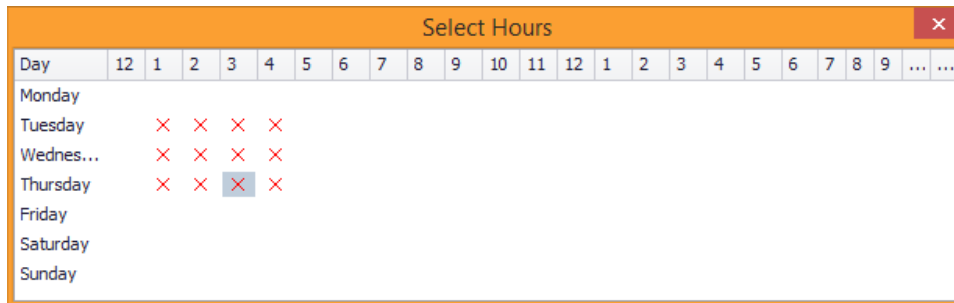 Select Hours
Day 12 1 2 3 4 5 6 7 8 9 10 11 12 1 2 3 4 5 6 7 8 9 ... ...
Monday
Tuesday
Wednes...
Thursday
Friday
Saturday
Sunday